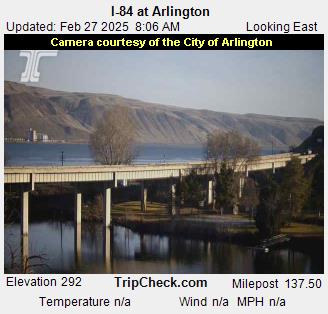 I-84 at Arlington
Updated: Feb 27 2025 8:06 AM Looking East
Camera courtesy of the City of Arlington
Elevation 292 TripCheck.com Milepost 137.50
Temperature n/a Wind n/a MPH n/a